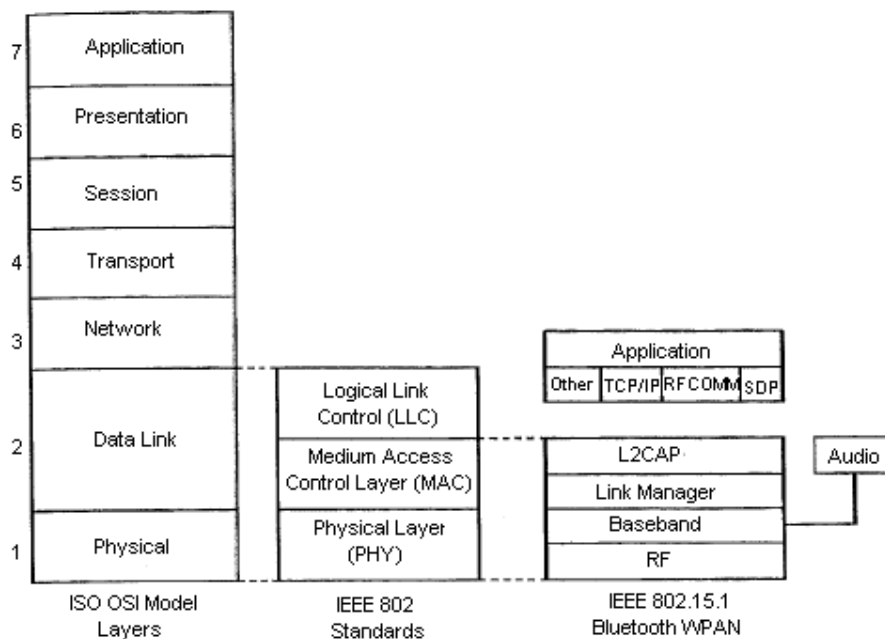 7
Application
6
Presentation
5
Session
4
Transport
3
Network
2
Data Link
1
Physical
ISO OSI Model
Layers
Logical Link
Control (LLC)
Medium Access
Control Layer (MAC)
Physical Layer
(PHY)
IEEE 802
Standards
Application
Other TCP/IP RFCOMM SDP
L2CAP
Link Manager
Baseband
RF
IEEE 802.15.1
Bluetooth WPAN
Audio